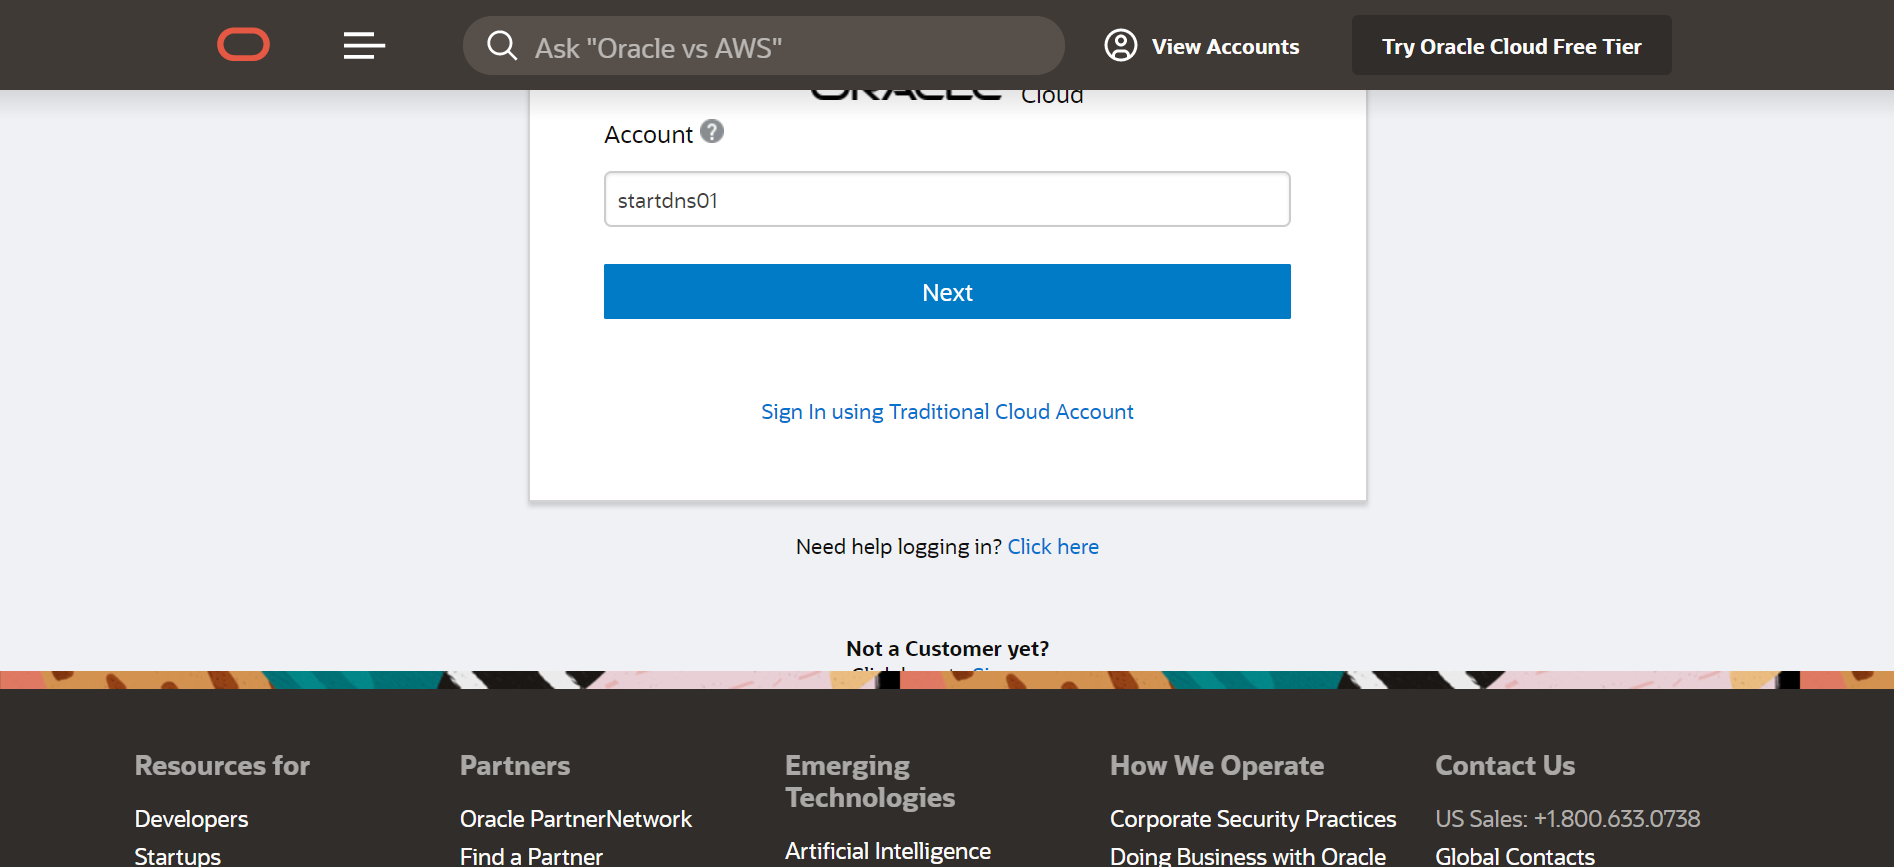 Ask "Oracle vs AWS"
View Accounts
Try Oracle Cloud Free Tier
ORACLE Cloud
Account ?
startdns01
Next
Sign In using Traditional Cloud Account
Need help logging in? Click here
Not a Customer yet?
Resources for
Developers
Startups
Partners
Oracle PartnerNetwork
Find a Partner
Emerging
Technologies
Artificial Intelligence
How We Operate
Corporate Security Practices
Doing Business with Oracle
Contact Us
US Sales: +1.800.633.0738
Global Contacts